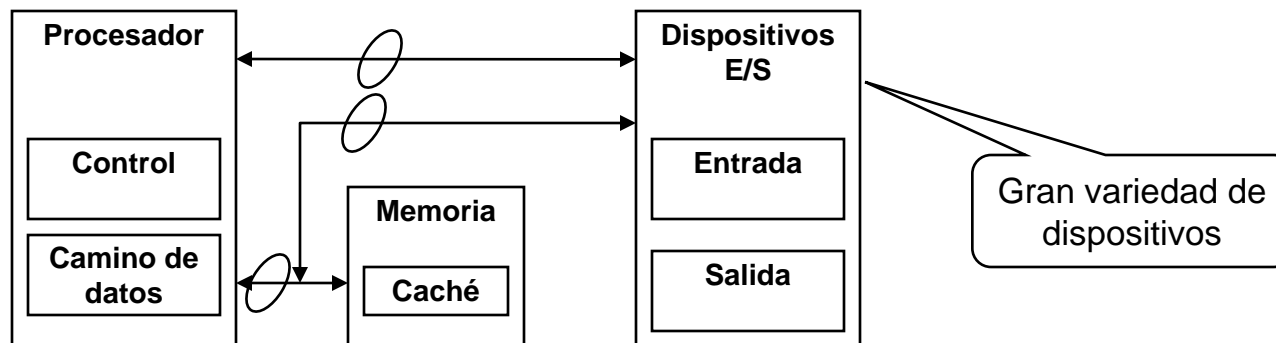 Procesador
Control
Camino de
datos
Memoria
Caché
Dispositivos
E/S
Entrada
Salida
Gran variedad de
dispositivos